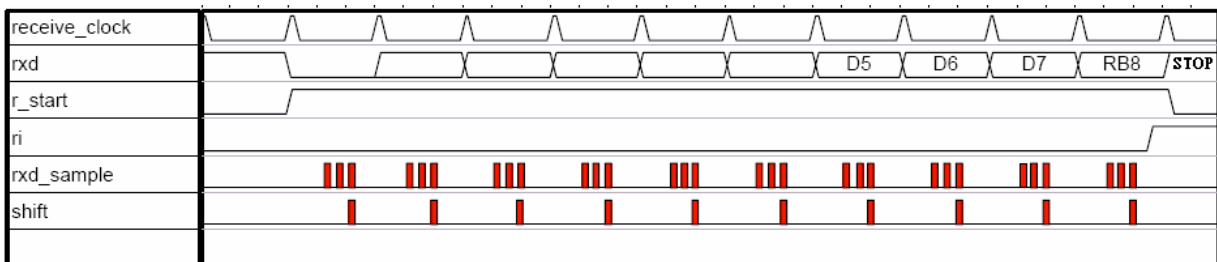 receive_clock
rxd D5 D6 D7 RB8 STOP
r_start
ri
rxd_sample
shift